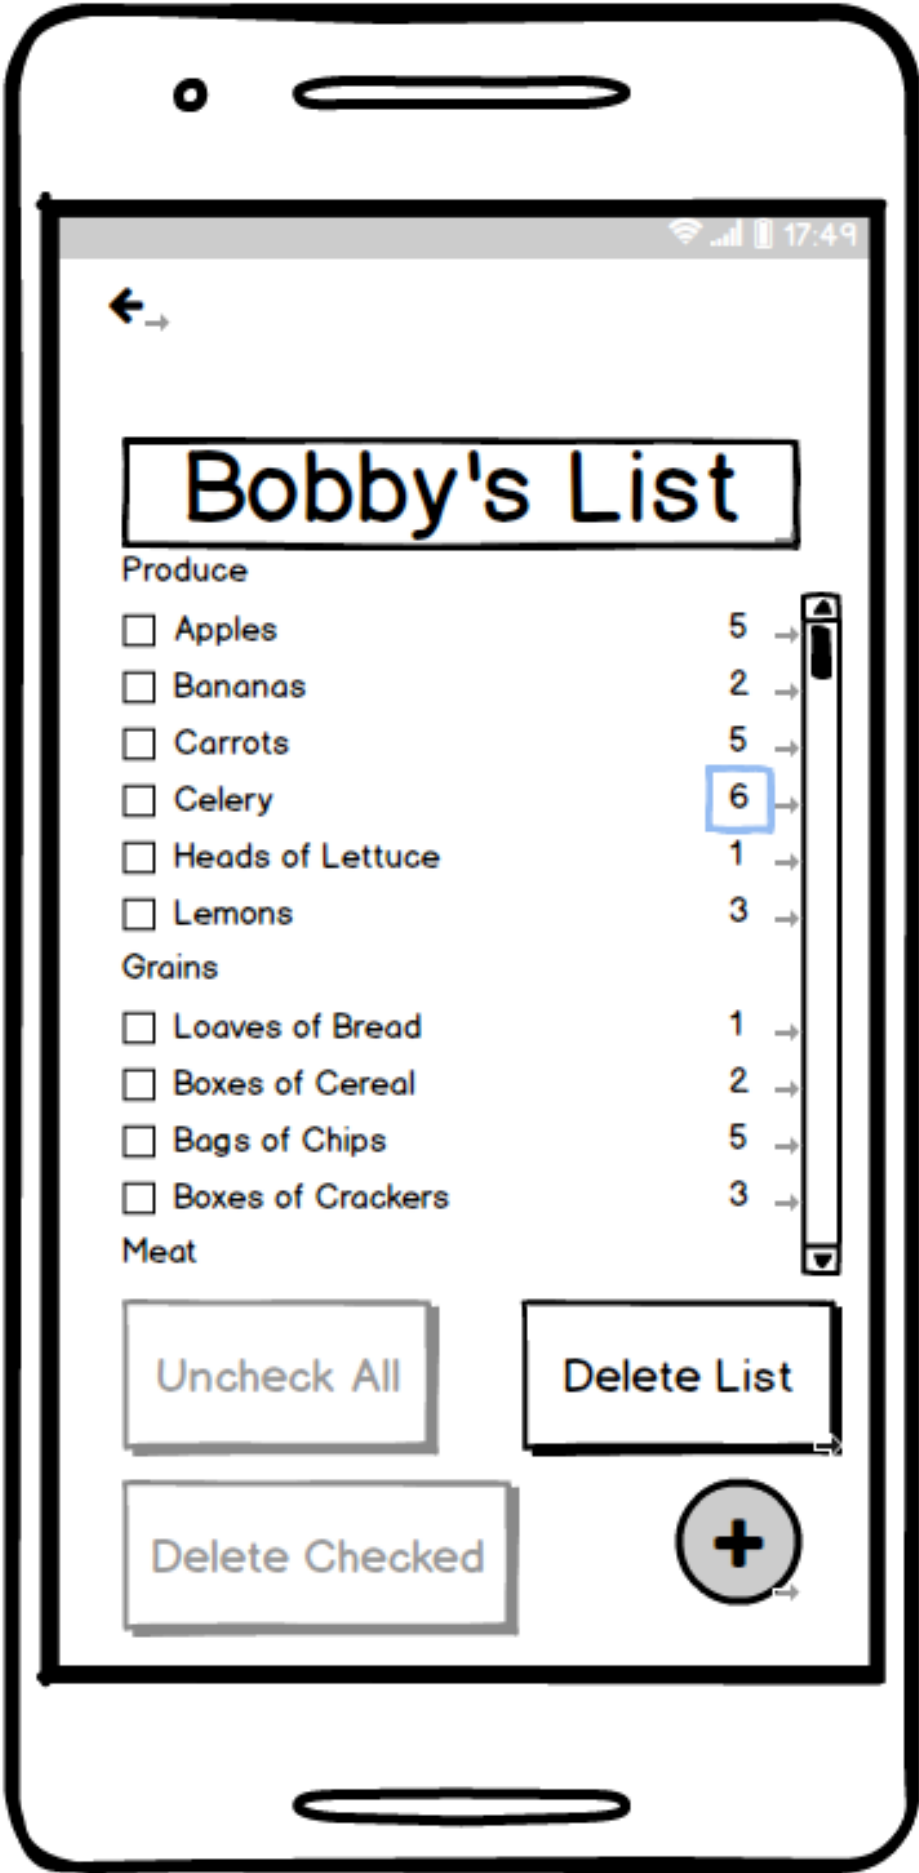 17:49
Bobby's List
Produce
Apples 5
Bananas 2
Carrots 5
Celery 6
Heads of Lettuce 1
Lemons 3
Grains
Loaves of Bread 1
Boxes of Cereal 2
Bags of Chips 5
Boxes of Crackers 3
Meat
Uncheck All Delete List
Delete Checked +